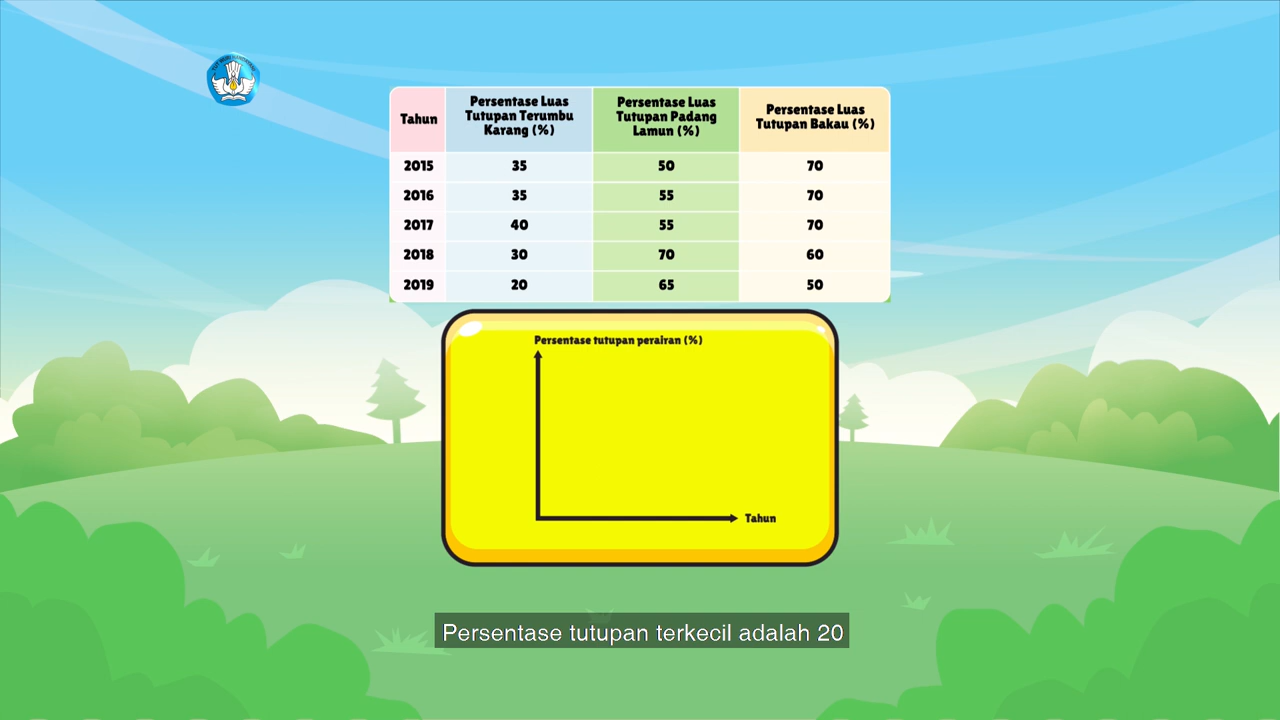 Tahun
Persentase Luas
Tutupan Terumbu
Karang (%)
Persentase Luas
Tutupan Padang
Lamun (%)
Persentase Luas
Tutupan Bakau (%)
2015 35 50 70
2016 35 55 70
2017 40 55 70
2018 30 70 60
2019 20 65 50
Persentase tutupan perairan (%)
Tahun
Persentase tutupan terkecil adalah 20